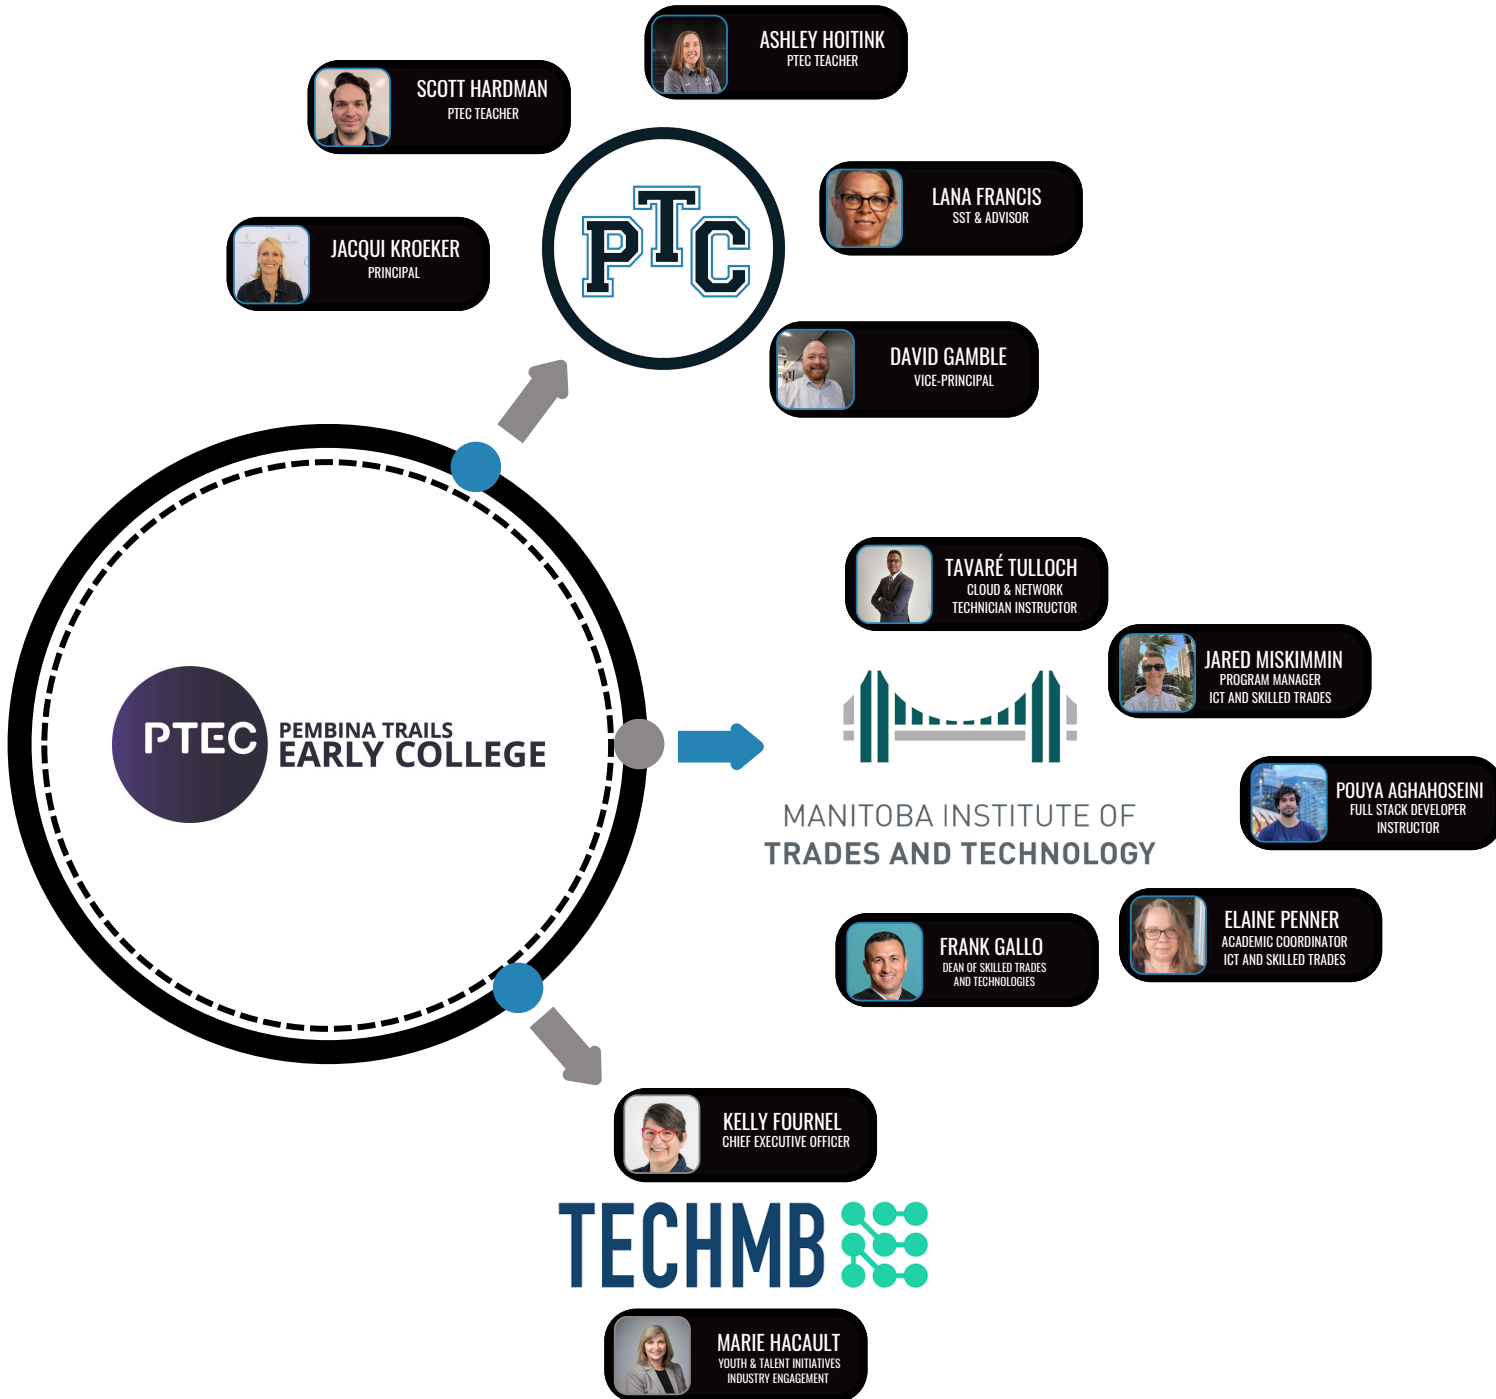 ASHLEY HOITINK
PTEC TEACHER
SCOTT HARDMAN
PTEC TEACHER
LANA FRANCIS
SST & ADVISOR
JACQUI KROEKER
PRINCIPAL
PTC
DAVID GAMBLE
VICE-PRINCIPAL
PTEC
PEMBINA TRAILS
EARLY COLLEGE
TAVARÉ TULLOCH
CLOUD & NETWORK
TECHNICIAN INSTRUCTOR
JARED MISKIMMIN
PROGRAM MANAGER
ICT AND SKILLED TRADES
MANITOBA INSTITUTE OF
TRADES AND TECHNOLOGY
POUYA AGHAHOSEINI
FULL STACK DEVELOPER
INSTRUCTOR
ELAINE PENNER
ACADEMIC COORDINATOR
ICT AND SKILLED TRADES
FRANK GALLO
DEAN OF SKILLED TRADES
AND TECHNOLOGIES
KELLY FOURNEL
CHIEF EXECUTIVE OFFICER
TECHMB
MARIE HACAULT
YOUTH & TALENT INITIATIVES
INDUSTRY ENGAGEMENT